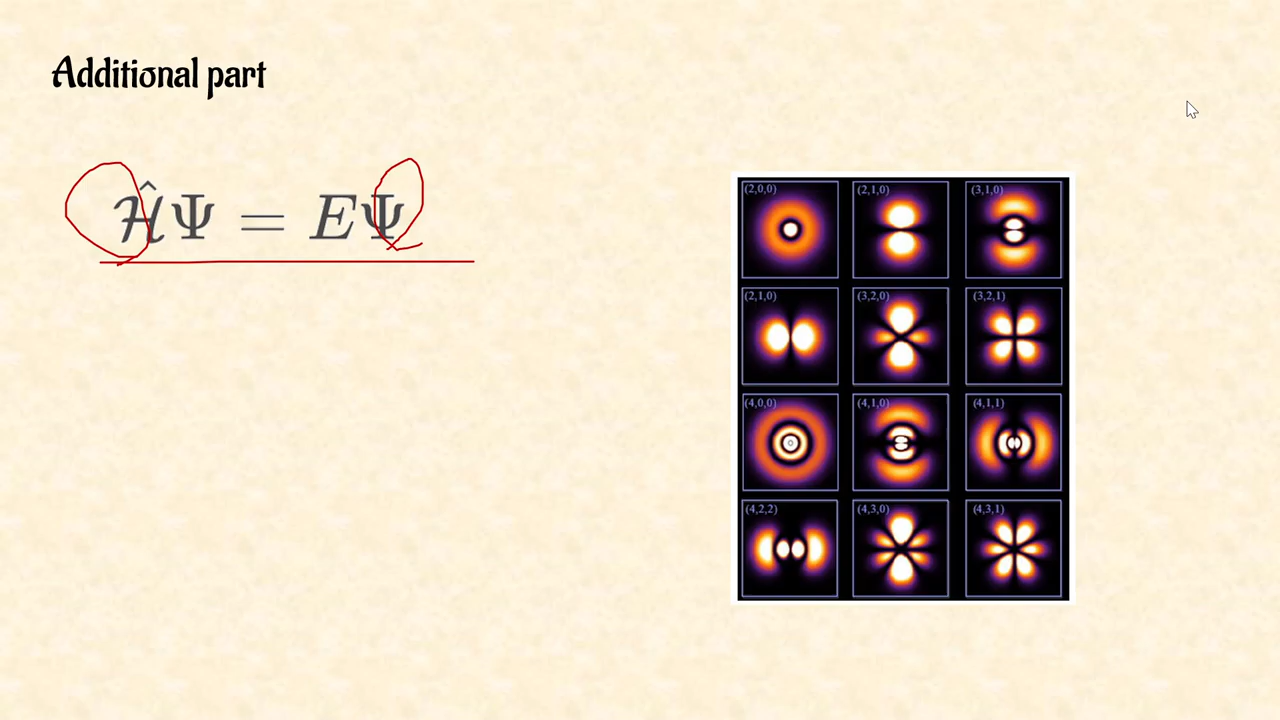 Additional part
ĤΨ = EΨ
(2,0,0) (2,1,0) (3,1,0)
(2,1,0) (3,2,0) (3,2,1)
(4,0,0) (4,1,0) (4,1,1)
(4,2,2) (4,3,0) (4,3,1)